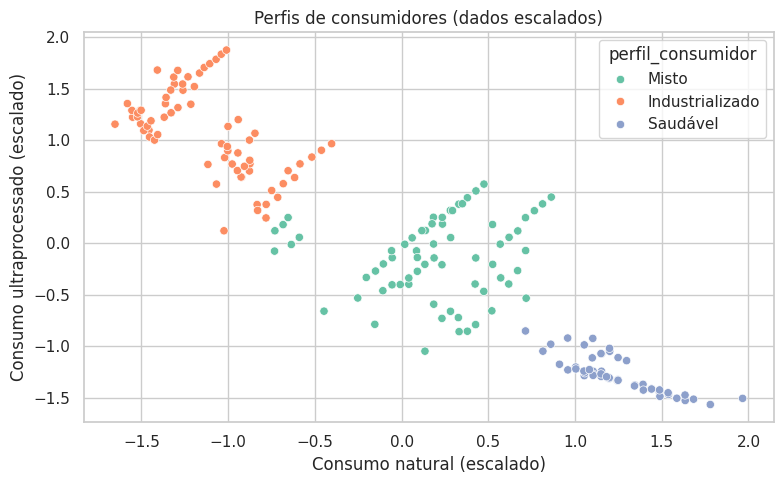 Perfis de consumidores (dados escalados)
perfil_consumidor
Misto
Industrializado
Saudável
Consumo ultraprocessado (escalado)
2.0
1.5
1.0
0.5
0.0
−0.5
−1.0
−1.5
−1.5
−1.0
−0.5
0.0
0.5
1.0
1.5
2.0
Consumo natural (escalado)